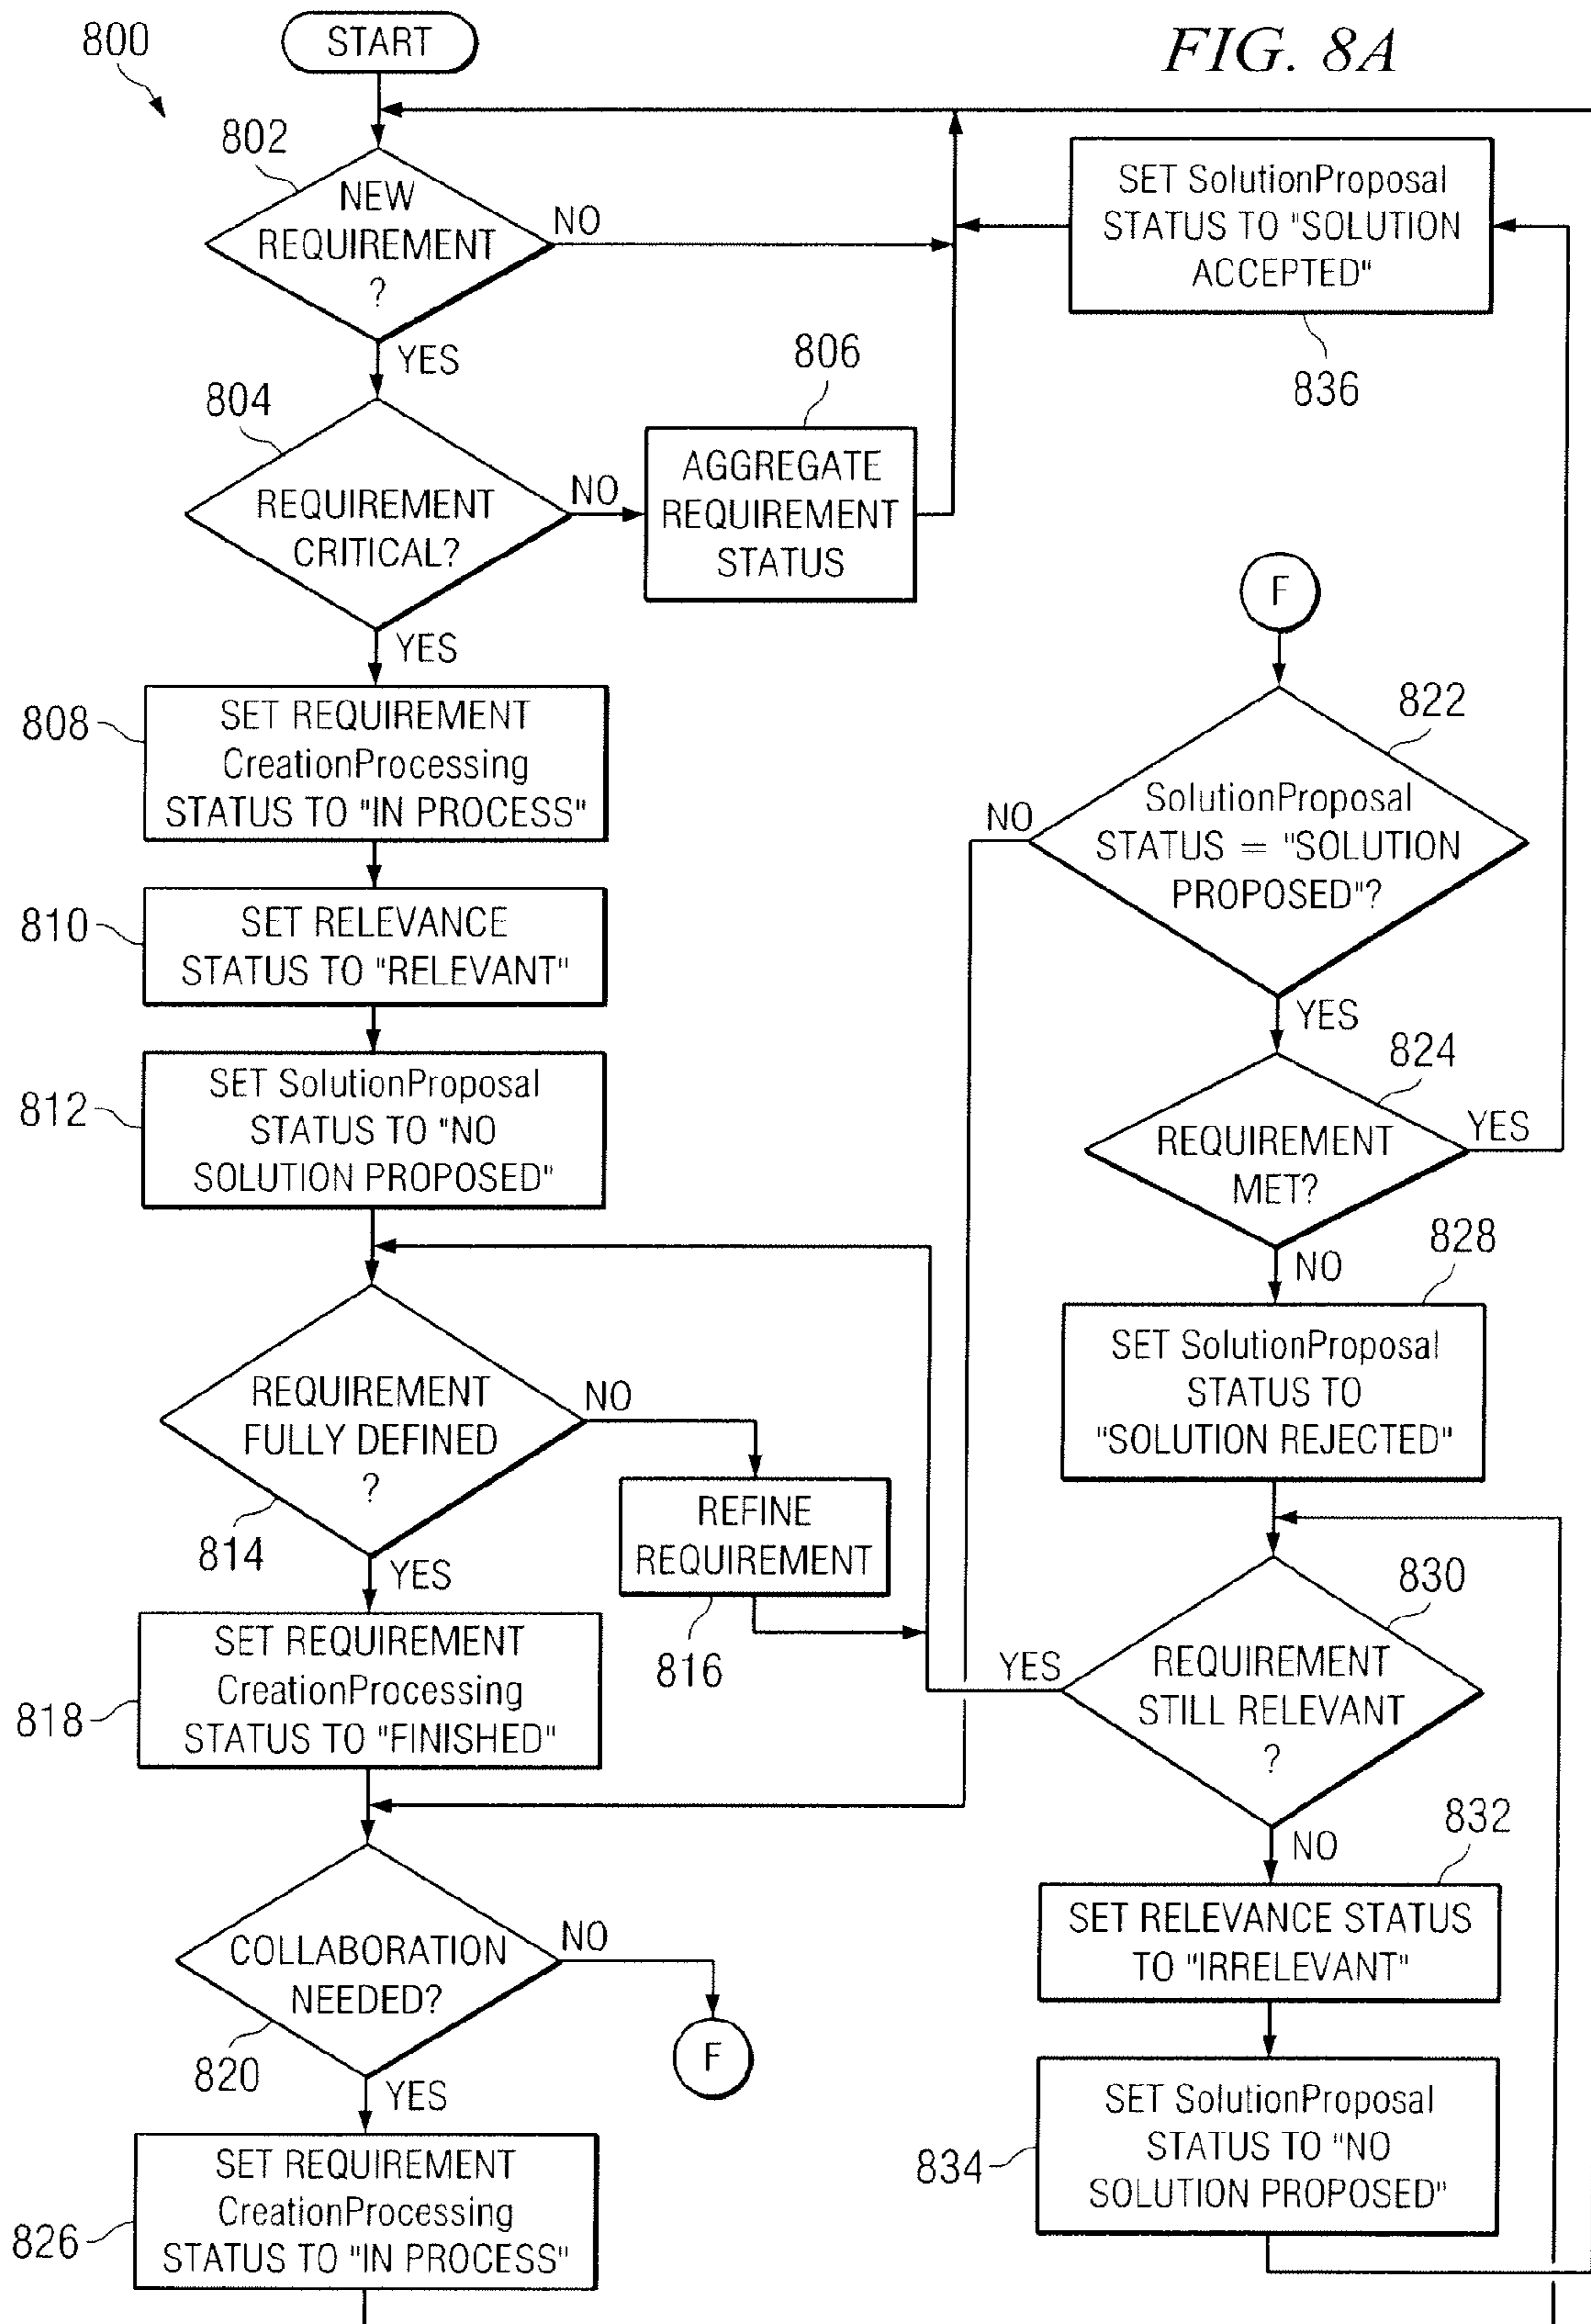 FIG. 8A
800
START
802
NEW
REQUIREMENT
?
NO
YES
SET SolutionProposal
STATUS TO "SOLUTION
ACCEPTED"
836
804
REQUIREMENT
CRITICAL?
NO
YES
806
AGGREGATE
REQUIREMENT
STATUS
808
SET REQUIREMENT
CreationProcessing
STATUS TO "IN PROCESS"
810
SET RELEVANCE
STATUS TO "RELEVANT"
812
SET SolutionProposal
STATUS TO "NO
SOLUTION PROPOSED"
REQUIREMENT
FULLY DEFINED
?
814
NO
YES
REFINE
REQUIREMENT
816
818
SET REQUIREMENT
CreationProcessing
STATUS TO "FINISHED"
COLLABORATION
NEEDED?
820
NO
F
YES
826
SET REQUIREMENT
CreationProcessing
STATUS TO "IN PROCESS"
F
822
SolutionProposal
STATUS = "SOLUTION
PROPOSED"?
NO
YES
824
REQUIREMENT
MET?
YES
NO
828
SET SolutionProposal
STATUS TO
"SOLUTION REJECTED"
830
REQUIREMENT
STILL RELEVANT
?
YES
NO
832
SET RELEVANCE STATUS
TO "IRRELEVANT"
834
SET SolutionProposal
STATUS TO "NO
SOLUTION PROPOSED"